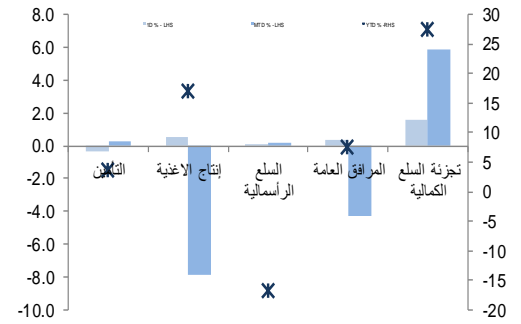 1D % - LHS
MTD % - LHS
YTD % -RHS
8.0
6.0
4.0
2.0
0.0
-2.0
-4.0
-6.0
-8.0
-10.0
30
25
20
15
10
5
0
-5
-10
-15
-20
التأمين
إنتاج الاغذية
السلع
الرأسمالية
المرافق العامة
تجزئة السلع
الكمالية